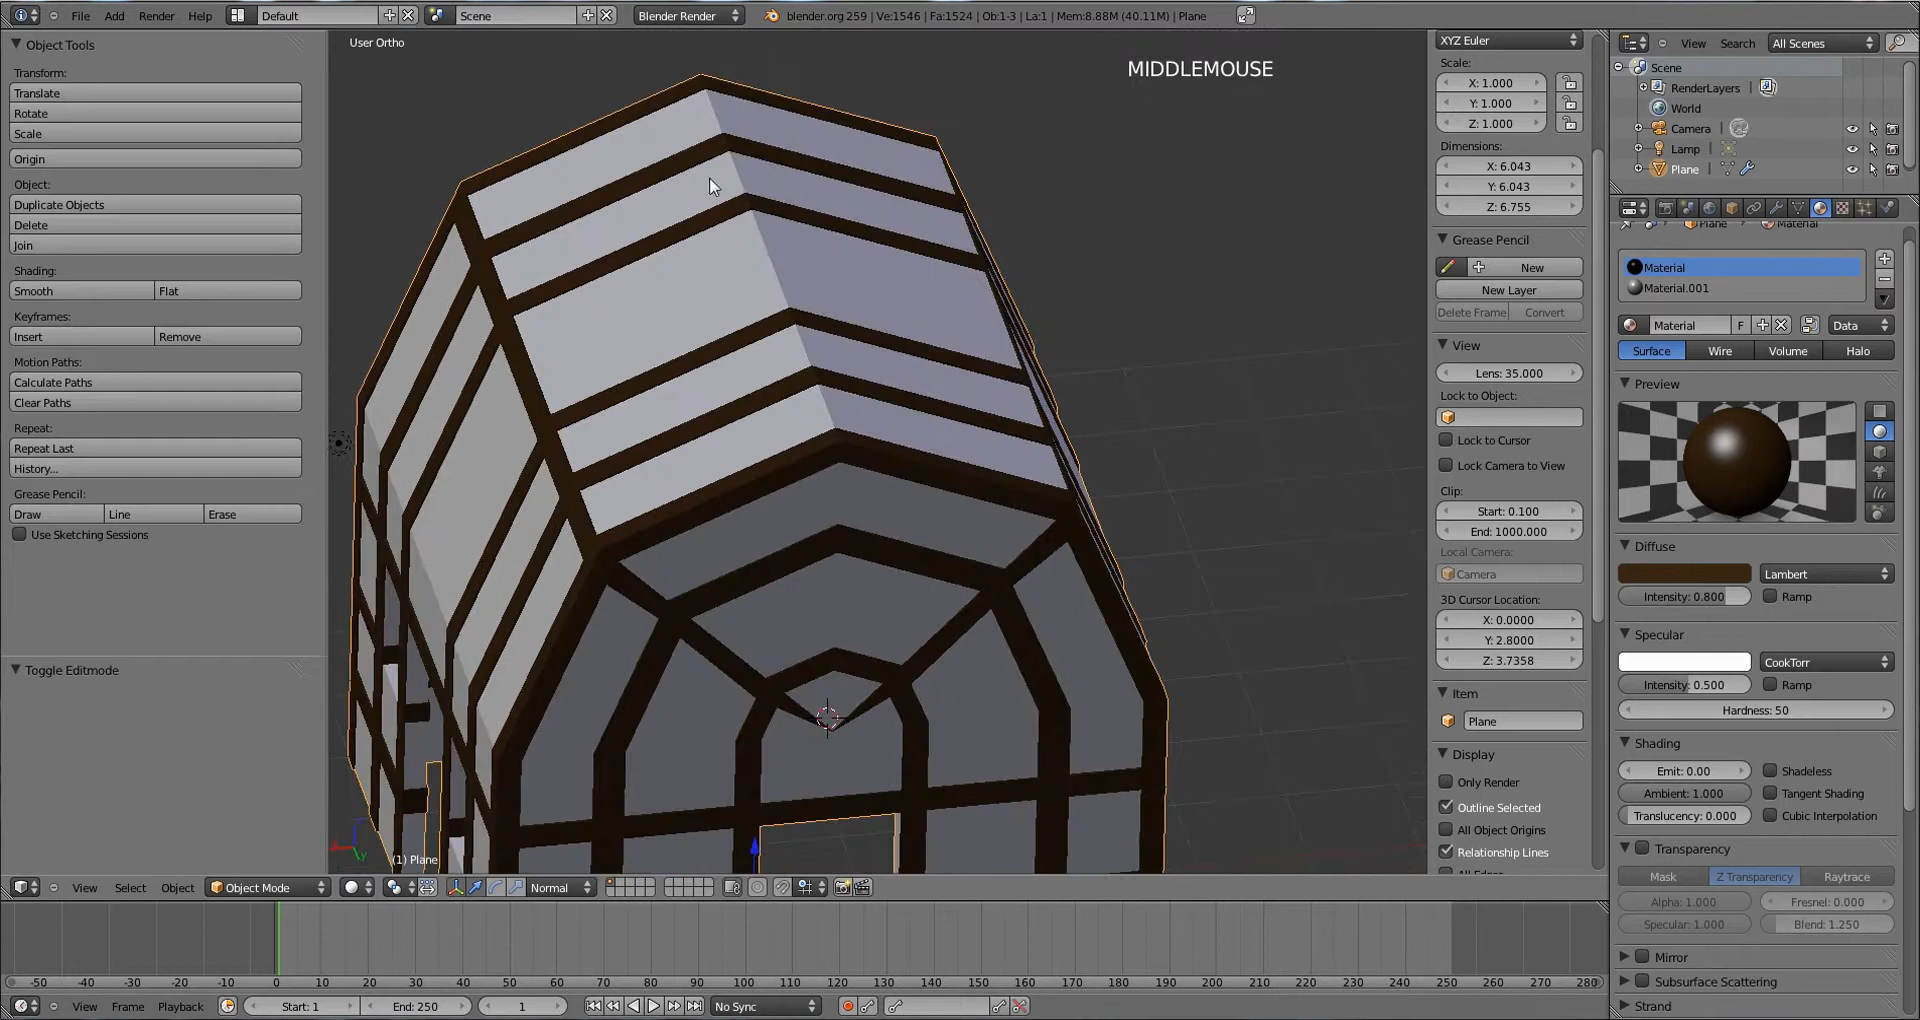 File Add Render Help Default Scene Blender Render blender.org 259 | Ve:1546 | Fa:1524 | Ob:1-3 | La:1 | Mem:8.88M (40.11M) | Plane
Object Tools
Transform:
Translate
Rotate
Scale
Origin
Object:
Duplicate Objects
Delete
Join
Shading:
Smooth Flat
Keyframes:
Insert Remove
Motion Paths:
Calculate Paths
Clear Paths
Repeat:
Repeat Last
History...
Grease Pencil:
Draw Line Erase
Use Sketching Sessions
Toggle Editmode
User Ortho
MIDDLEMOUSE
(1) Plane
XYZ Euler
Scale:
X: 1.000
Y: 1.000
Z: 1.000
Dimensions:
X: 6.043
Y: 6.043
Z: 6.755
Grease Pencil
New
New Layer
Delete Frame Convert
View
Lens: 35.000
Lock to Object:
Lock to Cursor
Lock Camera to View
Clip:
Start: 0.100
End: 1000.000
Local Camera:
Camera
3D Cursor Location:
X: 0.0000
Y: 2.8000
Z: 3.7358
Item
Plane
Display
Only Render
Outline Selected
All Object Origins
Relationship Lines
View Search All Scenes
Scene
RenderLayers
World
Camera
Lamp
Plane
Plane Material
Material
Material.001
Material F Data
Surface Wire Volume Halo
Preview
Diffuse
Lambert
Intensity: 0.800 Ramp
Specular
CookTorr
Intensity: 0.500 Ramp
Hardness: 50
Shading
Emit: 0.00 Shadeless
Ambient: 1.000 Tangent Shading
Translucency: 0.000 Cubic Interpolation
Transparency
Mask Z Transparency Raytrace
Alpha: 1.000 Fresnel: 0.000
Specular: 1.000 Blend: 1.250
Mirror
Subsurface Scattering
Strand
View Select Object Object Mode Normal
-50 -40 -30 -20 -10 0 10 20 30 40 50 60 70 80 90 100 110 120 130 140 150 160 170 180 190 200 210 220 230 240 250 260 270 280
View Frame Playback Start: 1 End: 250 1 No Sync